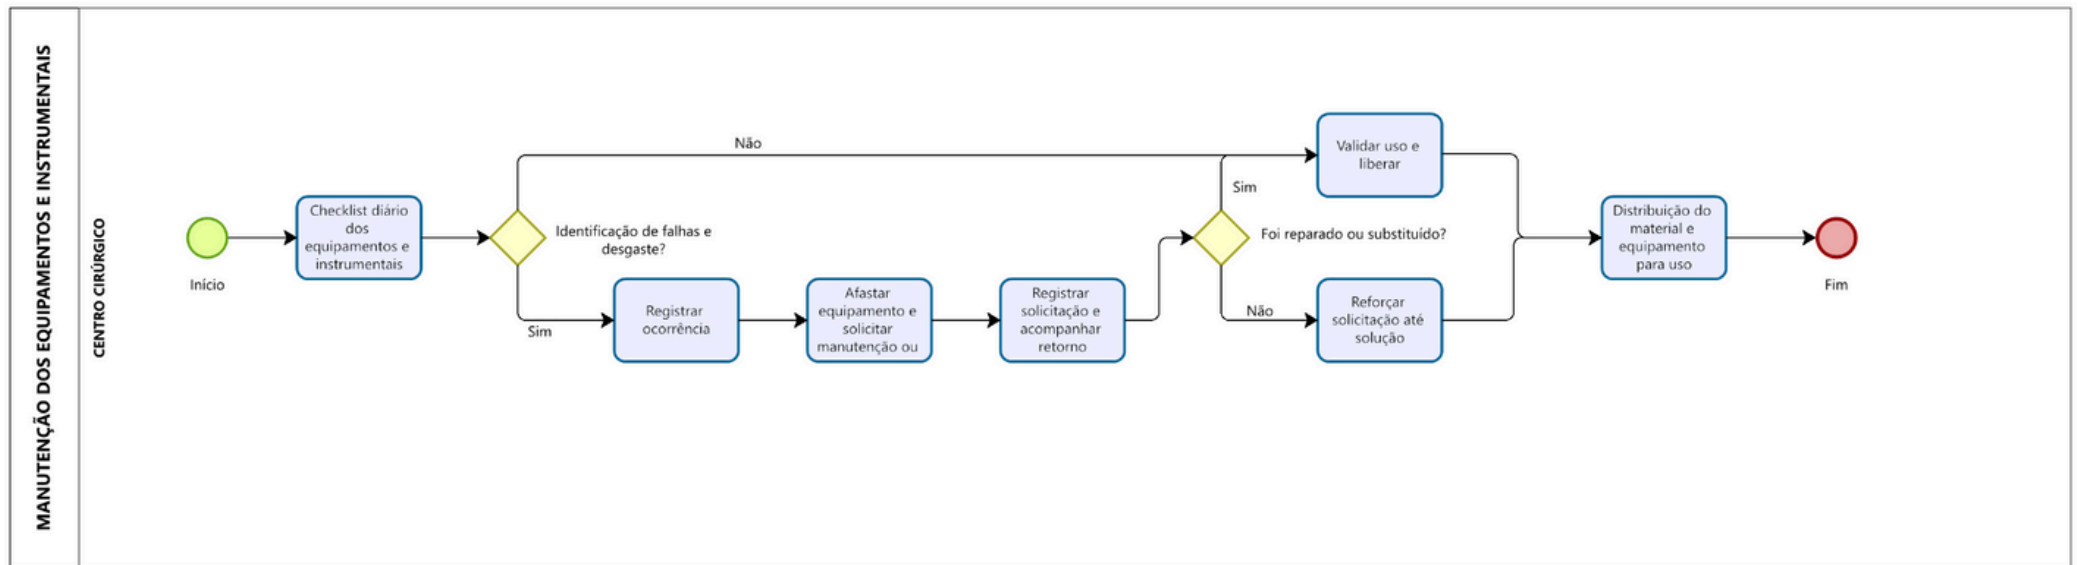 MANUTENÇÃO DOS EQUIPAMENTOS E INSTRUMENTAIS
CENTRO CIRÚRGICO
Início
Checklist diário
dos
equipamentos e
instrumentais
Identificação de falhas e
desgaste?
Não
Sim
Registrar
ocorrência
Afastar
equipamento e
solicitar
manutenção ou
Registrar
solicitação e
acompanhar
retorno
Foi reparado ou substituído?
Sim
Não
Validar uso e
liberar
Reforçar
solicitação até
solução
Distribuição do
material e
equipamento
para uso
Fim